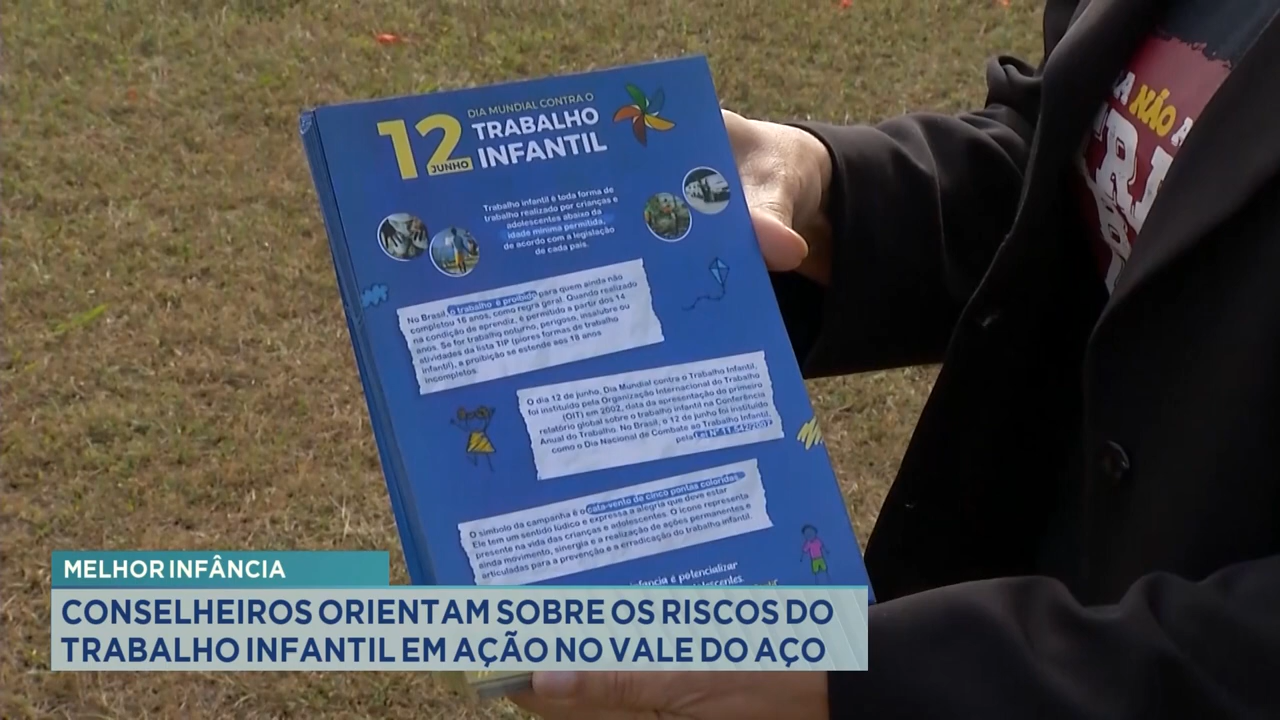 DIA MUNDIAL CONTRA O
12 JUNHO
TRABALHO
INFANTIL
Trabalho infantil é toda forma de
trabalho realizado por crianças e
adolescentes abaixo da
idade mínima permitida,
de acordo com a legislação
de cada país.
No Brasil, o trabalho é proibido para quem ainda não
completou 16 anos, como regra geral. Quando realizado
na condição de aprendiz, é permitido a partir dos 14
anos. Se for trabalho noturno, perigoso, insalubre ou
atividades da lista TIP (piores formas de trabalho
infantil), a proibição se estende aos 18 anos
incompletos.
O dia 12 de junho, Dia Mundial contra o Trabalho Infantil,
foi instituído pela Organização Internacional do Trabalho
(OIT) em 2002, data da apresentação do primeiro
relatório global sobre o trabalho infantil na Conferência
Anual do Trabalho. No Brasil, o 12 de junho foi instituído
como o Dia Nacional de Combate ao Trabalho Infantil,
pela Lei Nº 11.542/2007
O símbolo da campanha é o cata-vento de cinco pontas coloridas.
Ele tem um sentido lúdico e expressa a alegria que deve estar
presente na vida das crianças e adolescentes. O ícone representa
ainda movimento, sinergia e a realização de ações permanentes e
articuladas para a prevenção e a erradicação do trabalho infantil.
infância é potencializar
NÃO A
MELHOR INFÂNCIA
CONSELHEIROS ORIENTAM SOBRE OS RISCOS DO
TRABALHO INFANTIL EM AÇÃO NO VALE DO AÇO